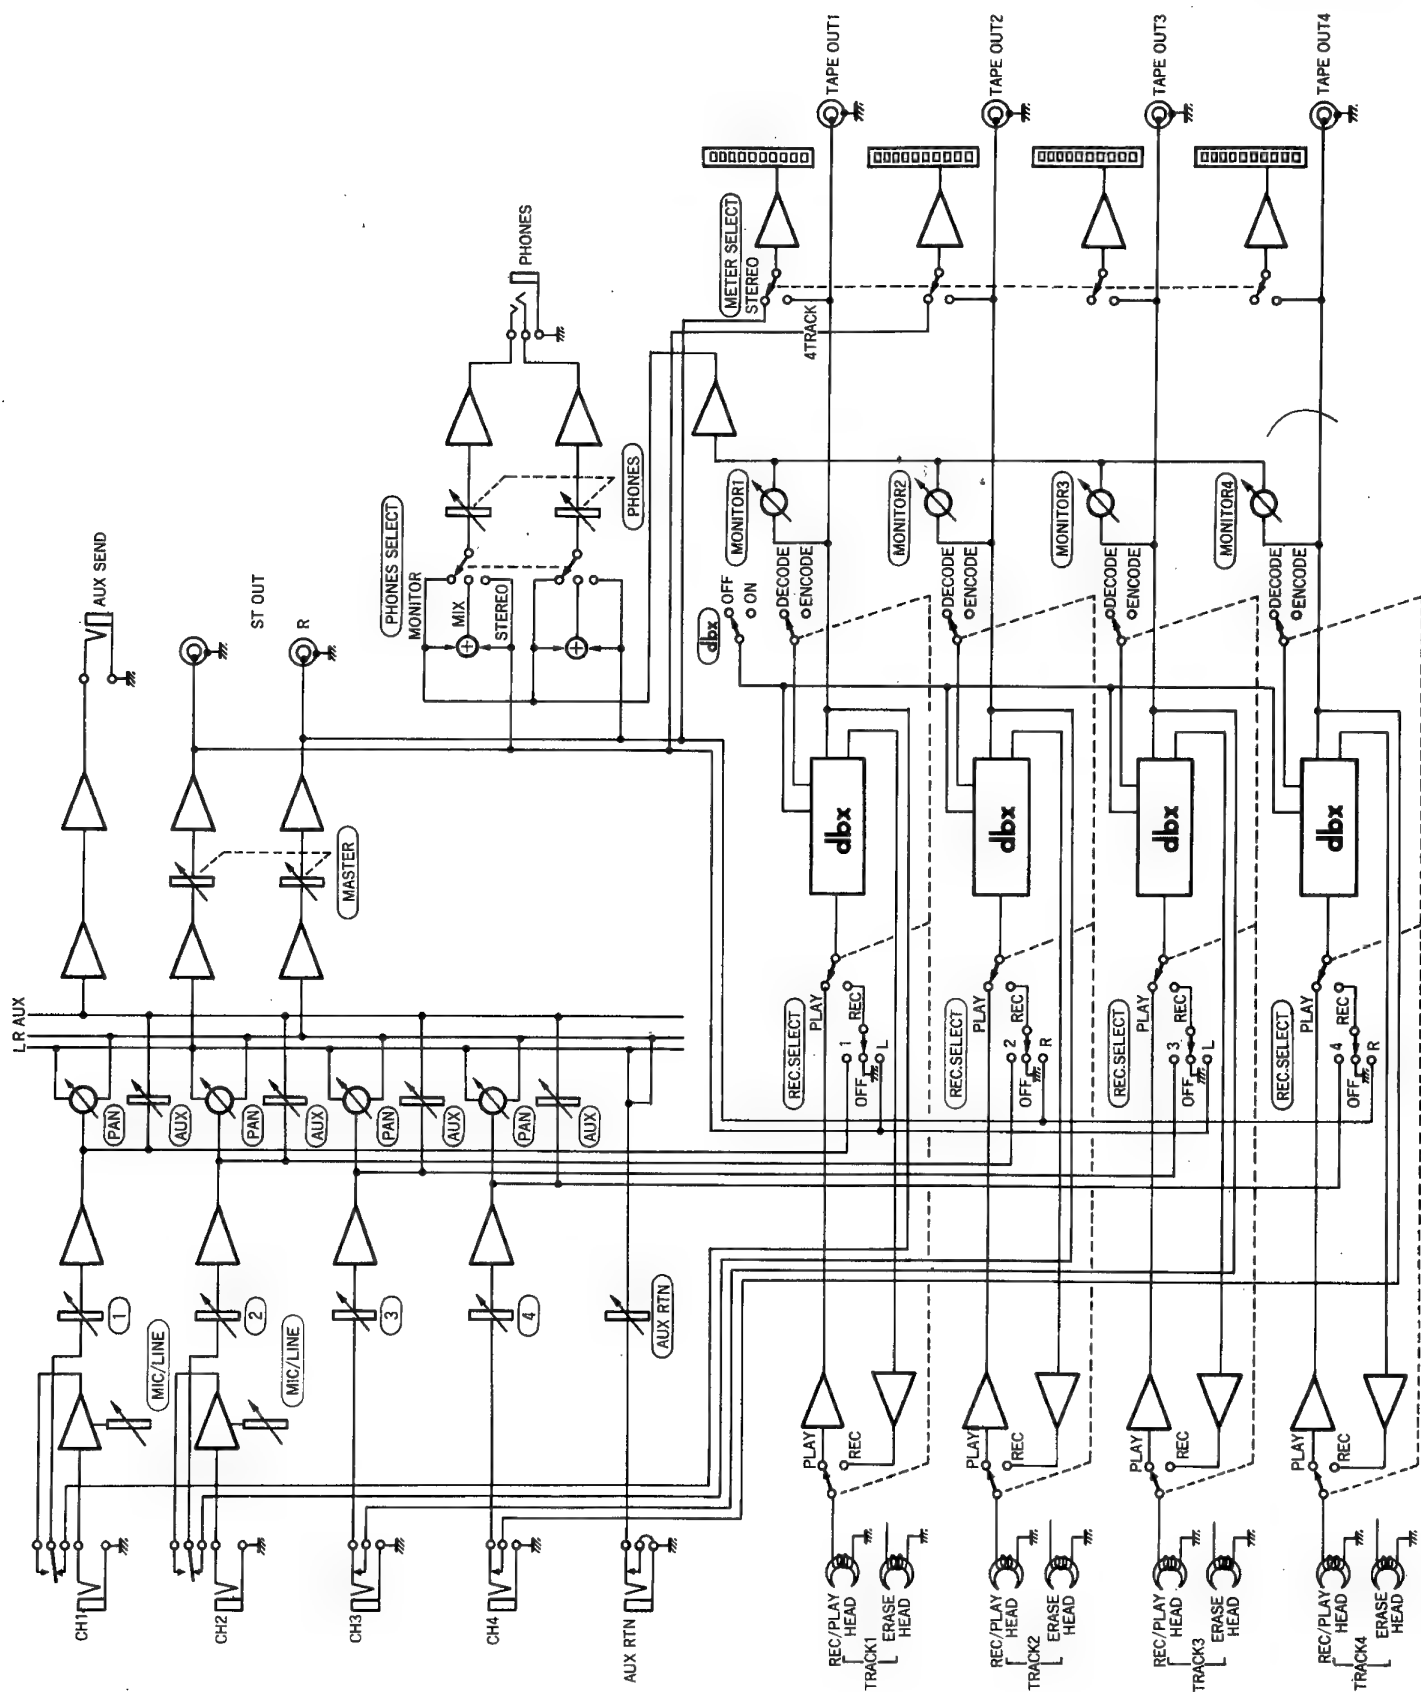 CH1
CH2
CH3
CH4
AUX RTN
MIC/LINE
MIC/LINE
1
2
3
4
AUX RTN
PAN
AUX
PAN
AUX
PAN
AUX
PAN
AUX
L R AUX
MASTER
AUX SEND
ST OUT
R
PHONES SELECT
MONITOR
MIX
STEREO
PHONES
PHONES
METER SELECT
STEREO
4TRACK
TAPE OUT1
TAPE OUT2
TAPE OUT3
TAPE OUT4
MONITOR1
MONITOR2
MONITOR3
MONITOR4
dbx
OFF
ON
DECODE
ENCODE
DECODE
ENCODE
DECODE
ENCODE
DECODE
ENCODE
dbx
dbx
dbx
dbx
REC.SELECT
PLAY
REC
1
OFF
L
REC.SELECT
PLAY
REC
2
OFF
R
REC.SELECT
PLAY
REC
3
OFF
L
REC.SELECT
PLAY
REC
4
OFF
R
PLAY
REC
PLAY
REC
PLAY
REC
PLAY
REC
REC/PLAY
HEAD
ERASE
HEAD
TRACK1
REC/PLAY
HEAD
ERASE
HEAD
TRACK2
REC/PLAY
HEAD
ERASE
HEAD
TRACK3
REC/PLAY
HEAD
ERASE
HEAD
TRACK4